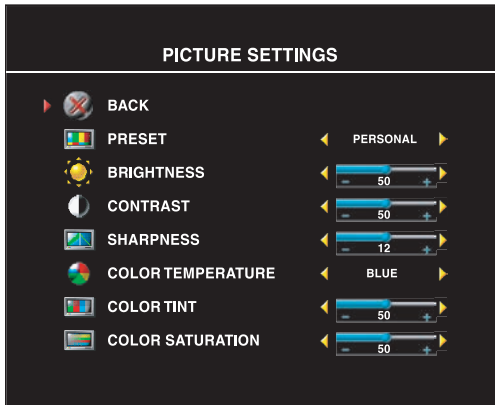 PICTURE SETTINGS
BACK
PRESET PERSONAL
BRIGHTNESS - 50 +
CONTRAST - 50 +
SHARPNESS - 12 +
COLOR TEMPERATURE BLUE
COLOR TINT - 50 +
COLOR SATURATION - 50 +